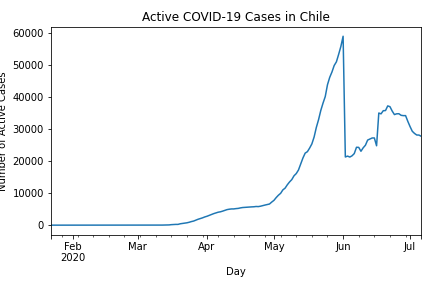 Active COVID-19 Cases in Chile
Number of Active Cases
60000
50000
40000
30000
20000
10000
0
Feb Mar Apr May Jun Jul
2020
Day